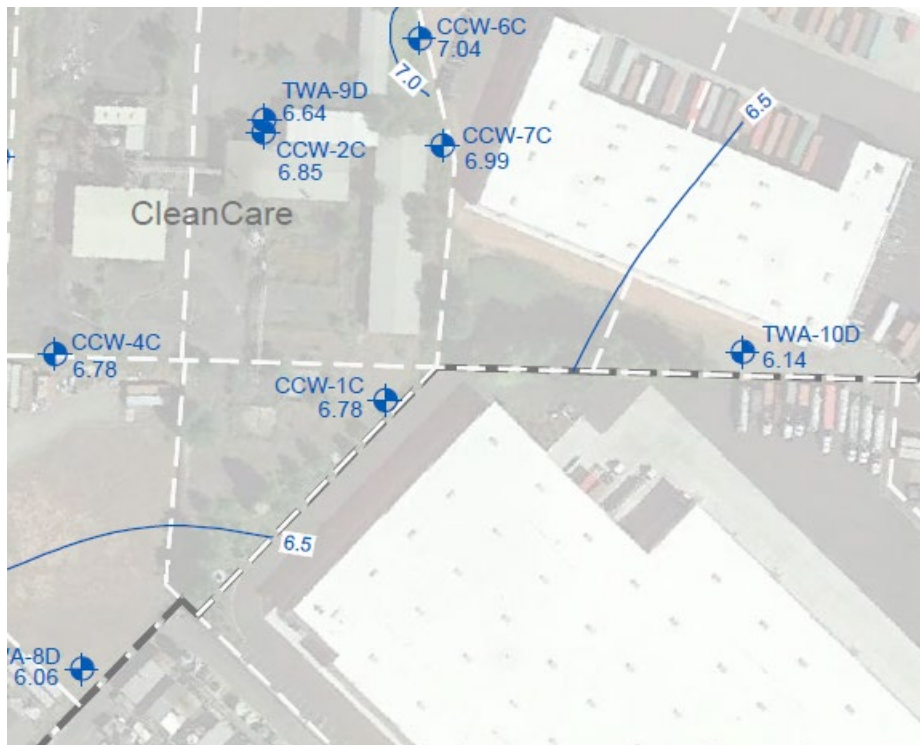 CCW-6C
7.04
7.0
TWA-9D
6.64
CCW-2C
6.85
CCW-7C
6.99
6.5
CleanCare
CCW-4C
6.78
TWA-10D
6.14
CCW-1C
6.78
6.5
A-8D
6.06